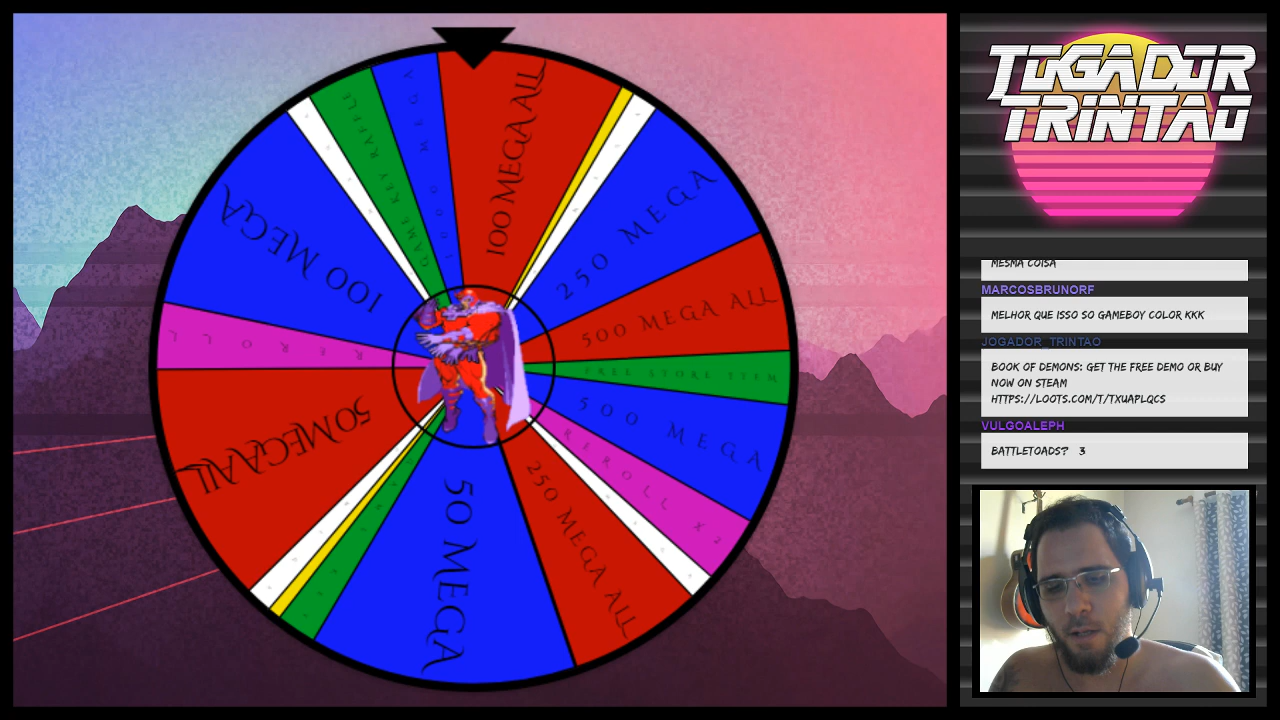 JOGADOR
TRINTAO
100 MEGA ALL
250 MEGA
500 MEGA ALL
FREE STORE ITEM
500 MEGA
REROLL X2
250 MEGA ALL
50 MEGA
50 MEGA ALL
REROLL
100 MEGA
GAME KEY RAFFLE
MESMA COISA
MARCOSBRUNORF
MELHOR QUE ISSO SO GAMEBOY COLOR KKK
JOGADOR_TRINTAO
BOOK OF DEMONS: GET THE FREE DEMO OR BUY
NOW ON STEAM
HTTPS://LOOTS.COM/T/TXUAPLQCS
VULGOALEPH
BATTLETOADS? 3